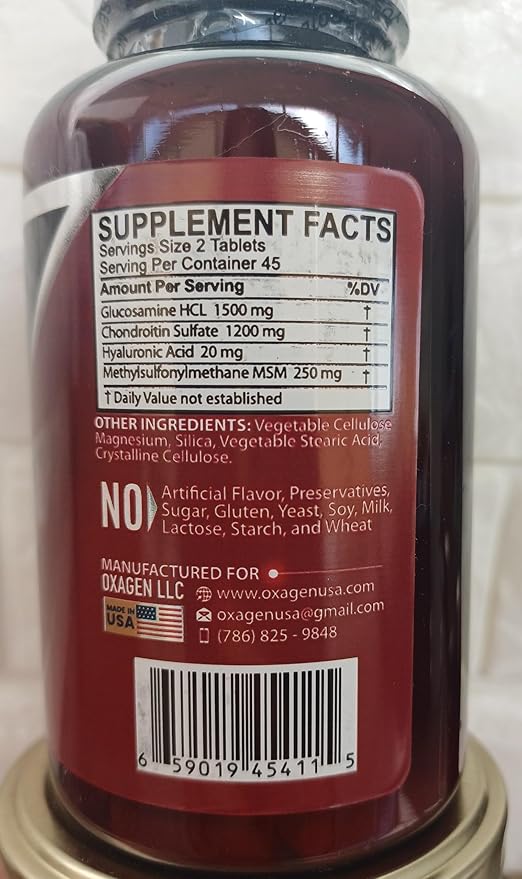 SUPPLEMENT FACTS
Servings Size 2 Tablets
Serving Per Container 45
Amount Per Serving %DV
Glucosamine HCL 1500 mg †
Chondroitin Sulfate 1200 mg †
Hyaluronic Acid 20 mg †
Methylsulfonylmethane MSM 250 mg †
† Daily Value not established
OTHER INGREDIENTS: Vegetable Cellulose
Magnesium, Silica, Vegetable Stearic Acid,
Crystalline Cellulose.
NO
Artificial Flavor, Preservatives,
Sugar, Gluten, Yeast, Soy, Milk,
Lactose, Starch, and Wheat
MANUFACTURED FOR
OXAGEN LLC
www.oxagenusa.com
MADE IN
USA
oxagenusa@gmail.com
(786) 825 - 9848
6 59019 45411 5